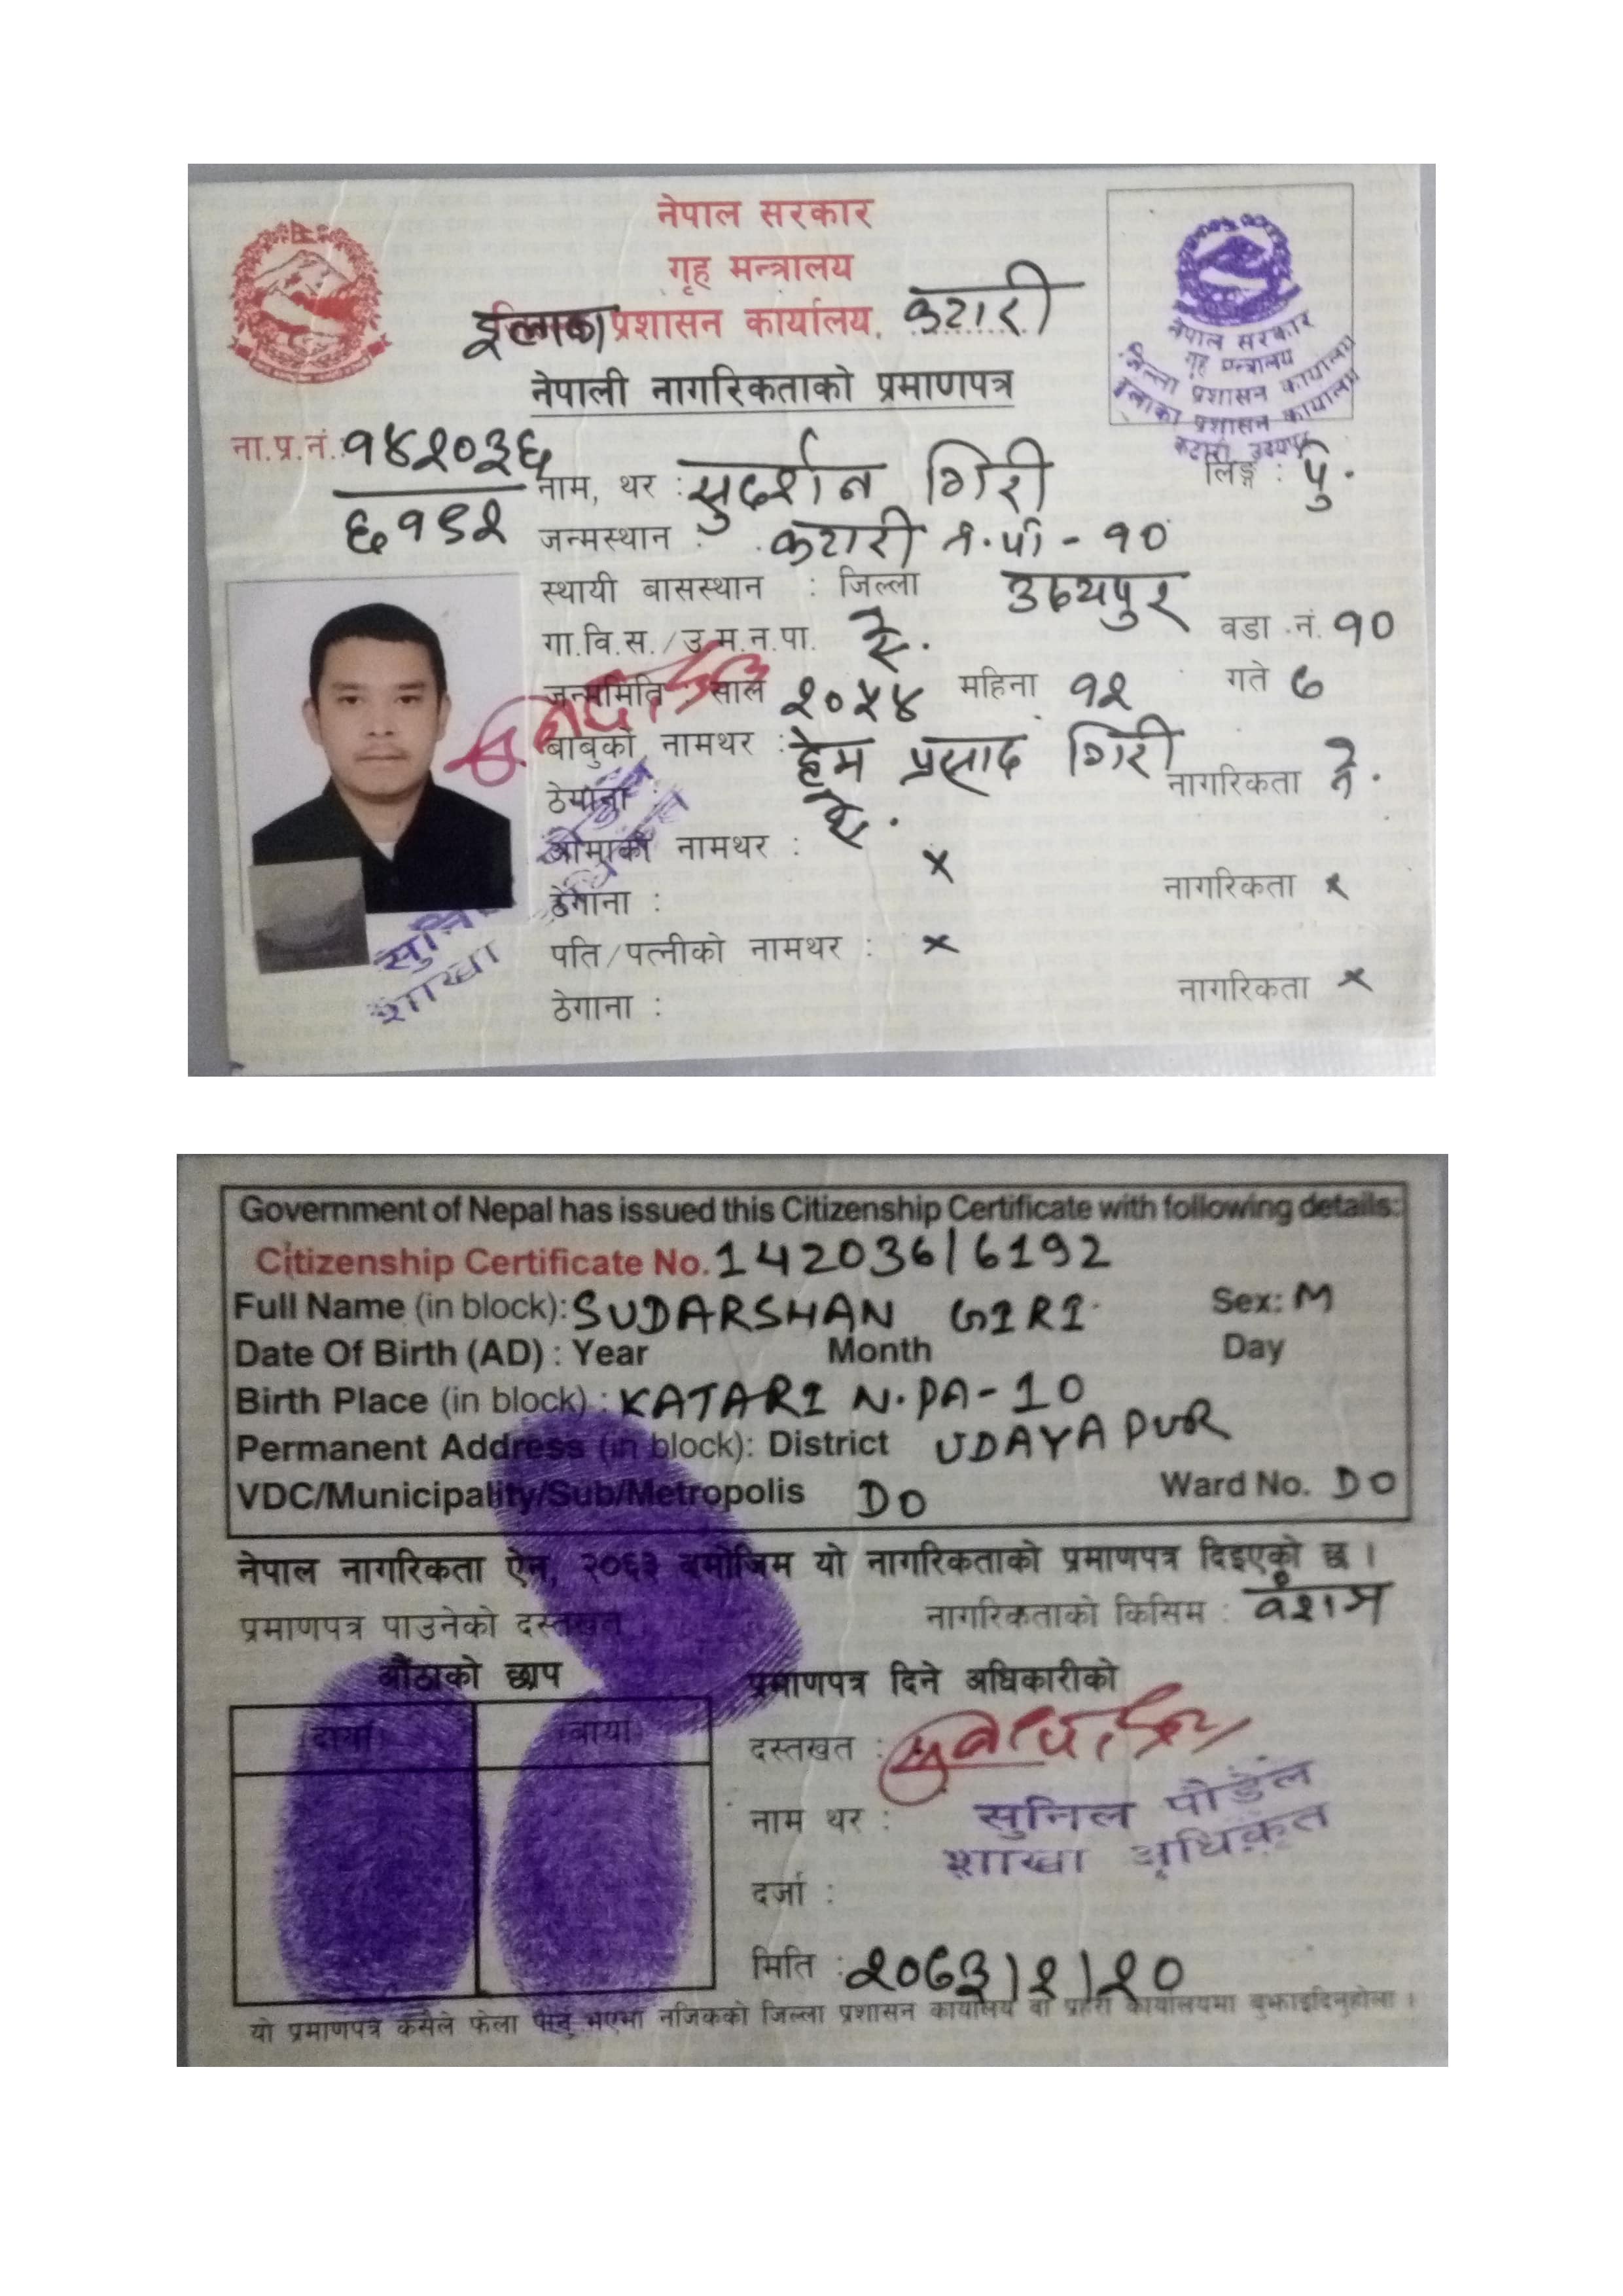 नेपाल सरकार
गृह मन्त्रालय
इलाका प्रशासन कार्यालय, कटारी
नेपाली नागरिकताको प्रमाणपत्र
नेपाल सरकार
गृह मन्त्रालय
जिल्ला प्रशासन कार्यालय
इलाका प्रशासन कार्यालय
कटारी, उदयपुर
ना.प्र.नं. १४२०३६
६१९२
नाम, थर : सुदर्शन गिरी लिङ्ग : पु.
जन्मस्थान : कटारी न.पा - १०
स्थायी बासस्थान : जिल्ला उदयपुर
गा.वि.स./उ.म.न.पा. ऐ. वडा नं. १०
जन्ममिति : साल २०५४ महिना १२ गते ७
बाबुको नामथर : हेम प्रसाद गिरी
ठेगाना : ऐ. नागरिकता ने.
आमाको नामथर : x
ठेगाना : नागरिकता x
पति/पत्नीको नामथर : x
ठेगाना : नागरिकता x
शाखा
Government of Nepal has issued this Citizenship Certificate with following details:
Citizenship Certificate No. 142036/6192
Full Name (in block): SUDARSHAN GIRI Sex: M
Date Of Birth (AD) : Year Month Day
Birth Place (in block) : KATARI N.PA-10
Permanent Address (in block): District UDAYAPUR
VDC/Municipality/Sub/Metropolis DO Ward No. DO
नेपाल नागरिकता ऐन, २०६३ बमोजिम यो नागरिकताको प्रमाणपत्र दिइएको छ ।
प्रमाणपत्र पाउनेको दस्तखत नागरिकताको किसिम : वंशज
औंठाको छाप प्रमाणपत्र दिने अधिकारीको
दायाँ बायाँ
दस्तखत :
नाम थर : सुनिल पौडेल
शाखा अधिकृत
दर्जा :
मिति : २०७३।२।२०
यो प्रमाणपत्र कसैले फेला पारेमा नजिकको जिल्ला प्रशासन कार्यालय वा प्रहरी कार्यालयमा बुझाइदिनुहोला ।